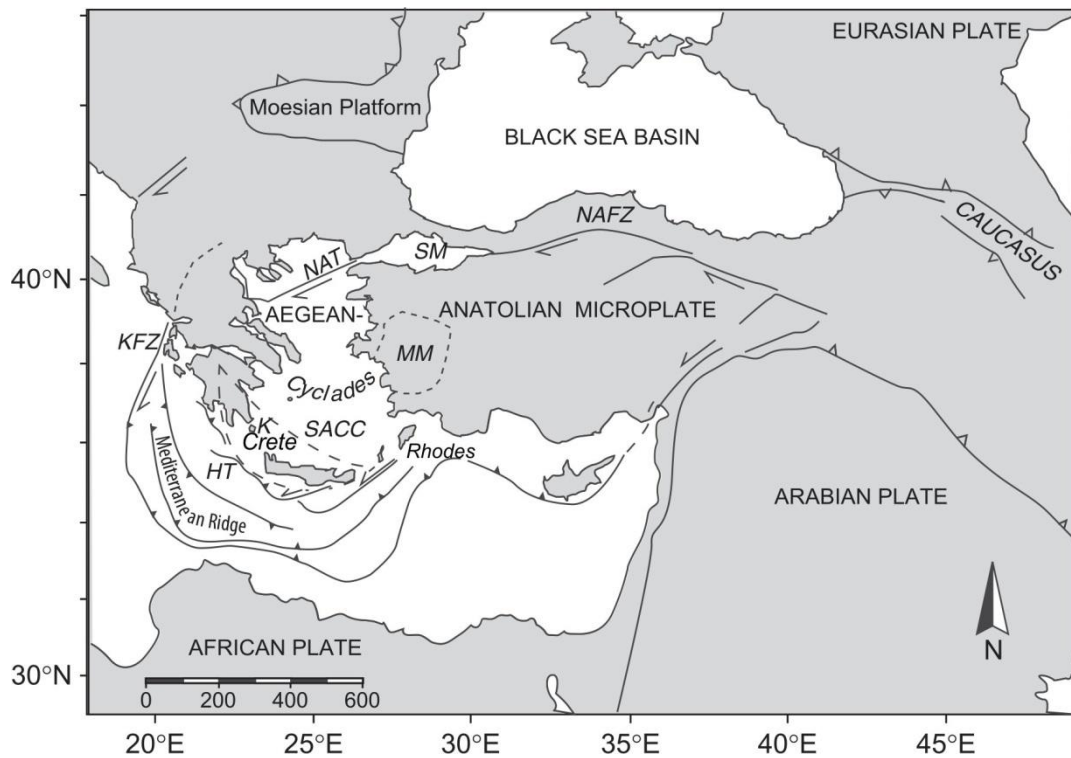 EURASIAN PLATE
Moesian Platform
BLACK SEA BASIN
CAUCASUS
NAFZ
SM
NAT
40°N
AEGEAN-
ANATOLIAN MICROPLATE
KFZ
MM
Cyclades
K
SACC
Crete
Rhodes
HT
Mediterranean Ridge
ARABIAN PLATE
AFRICAN PLATE
N
30°N
0 200 400 600
20°E 25°E 30°E 35°E 40°E 45°E